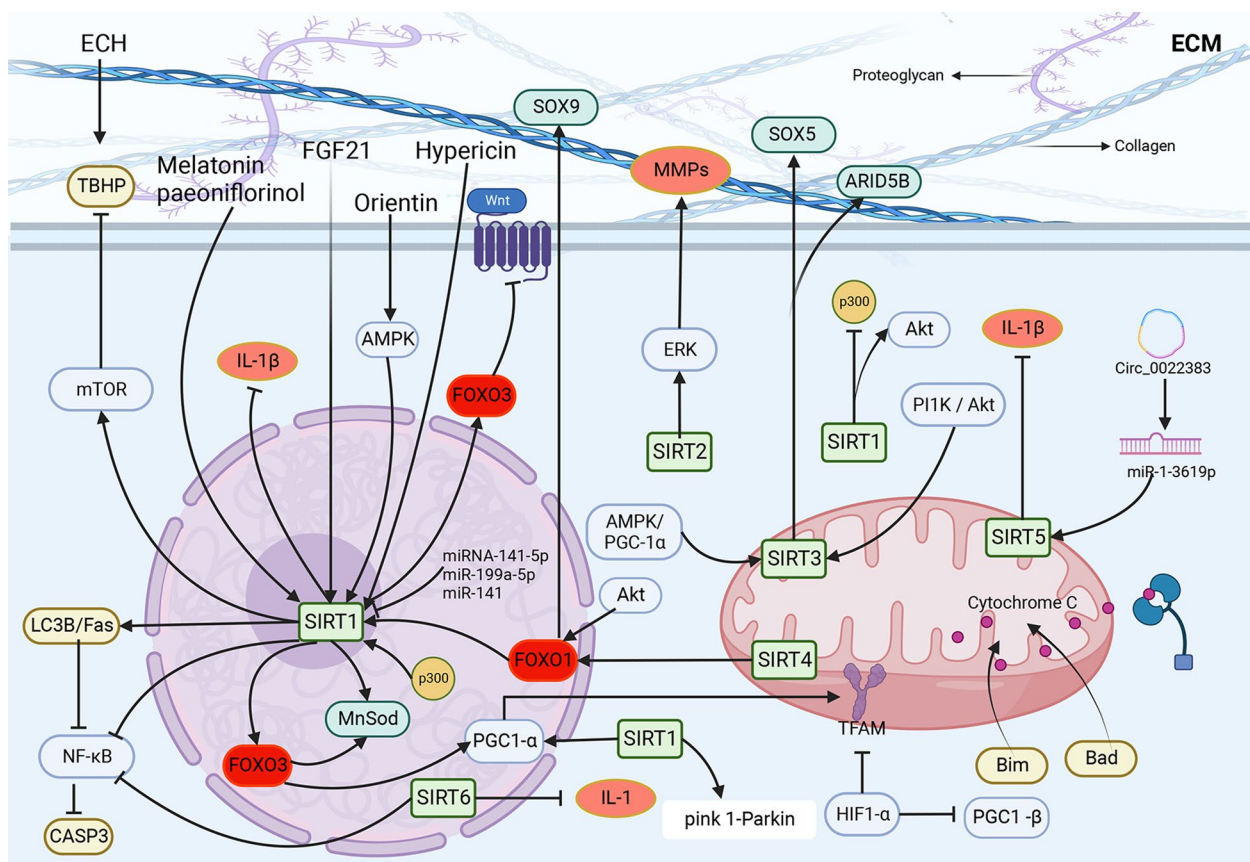 ECH
ECM
Proteoglycan
SOX9
SOX5
Collagen
FGF21
Hypericin
Melatonin
paeoniflorinol
MMPs
TBHP
ARID5B
Orientin
Wnt
p300
Akt
IL-1β
AMPK
IL-1β
ERK
Circ_0022383
mTOR
FOXO3
PI1K / Akt
SIRT2
SIRT1
miR-1-3619p
AMPK/
PGC-1α
SIRT3
SIRT5
miRNA-141-5p
miR-199a-5p
miR-141
Akt
Cytochrome C
LC3B/Fas
SIRT1
FOXO1
SIRT4
p300
MnSod
TFAM
NF-κB
FOXO3
PGC1-α
SIRT1
Bim
Bad
SIRT6
IL-1
pink 1-Parkin
HIF1-α
PGC1 -β
CASP3